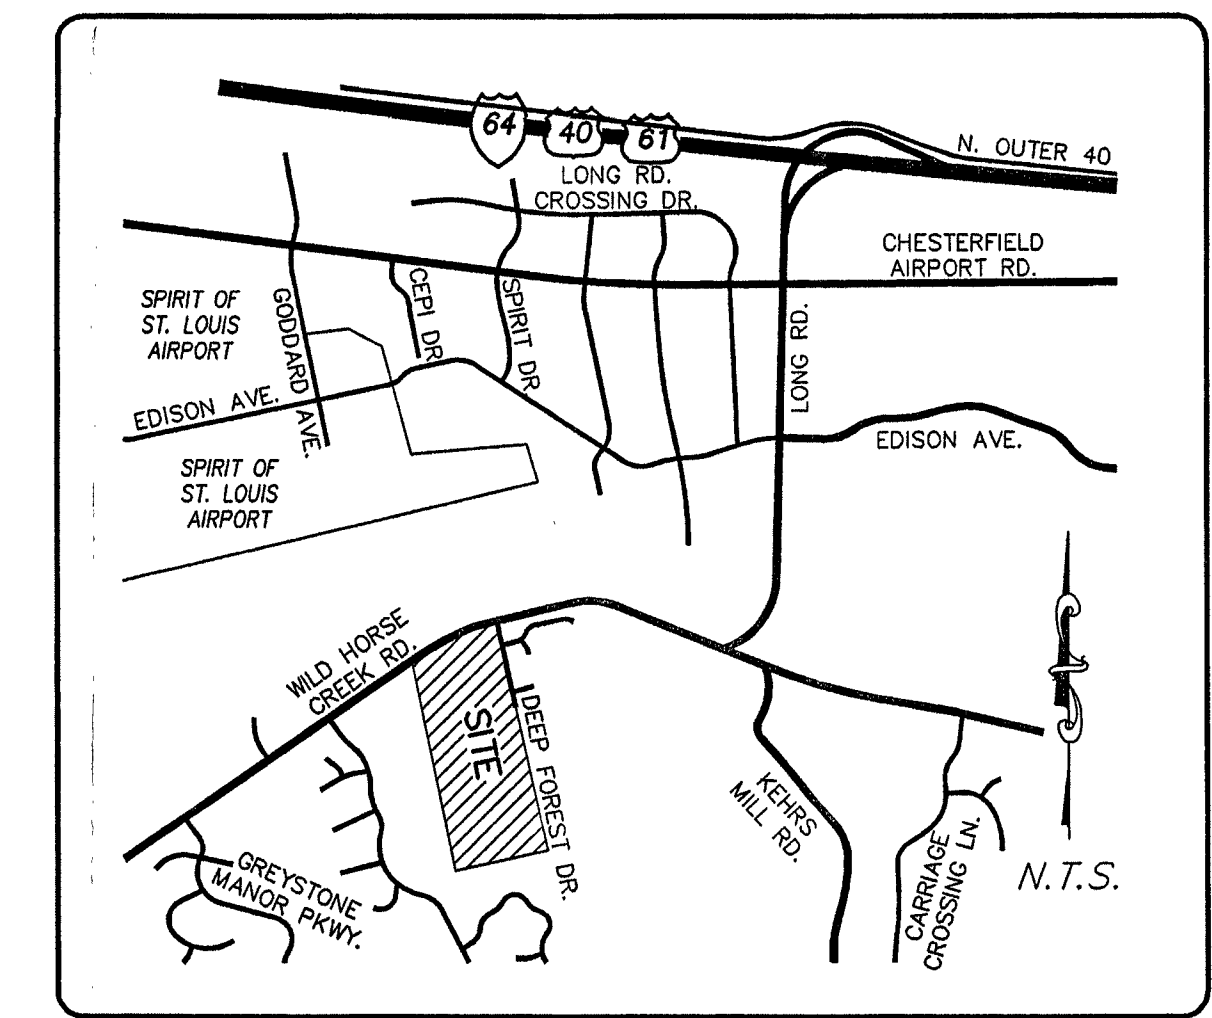 64
40
61
N. OUTER 40
LONG RD.
CROSSING DR.
CHESTERFIELD
AIRPORT RD.
SPIRIT OF
ST. LOUIS
AIRPORT
GODDARD AVE.
CEPI DR.
SPIRIT DR.
LONG RD.
EDISON AVE.
EDISON AVE.
SPIRIT OF
ST. LOUIS
AIRPORT
WILD HORSE
CREEK RD.
SITE
DEEP FOREST DR.
KEHRS
MILL RD.
CARRIAGE
CROSSING LN.
GREYSTONE
MANOR PKWY.
N.T.S.